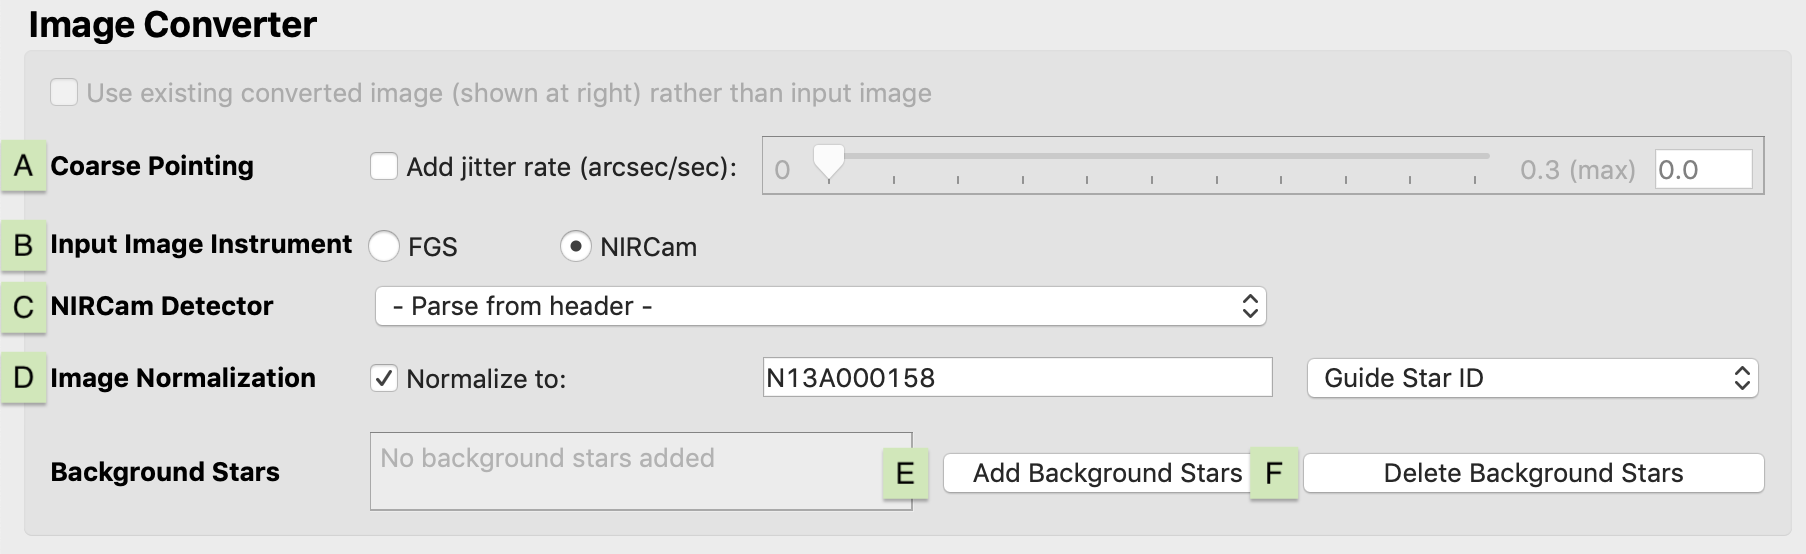 Image Converter
Use existing converted image (shown at right) rather than input image
A Coarse Pointing Add jitter rate (arcsec/sec): 0 0.3 (max) 0.0
B Input Image Instrument FGS NIRCam
C NIRCam Detector - Parse from header -
D Image Normalization Normalize to: N13A000158 Guide Star ID
Background Stars No background stars added E Add Background Stars F Delete Background Stars